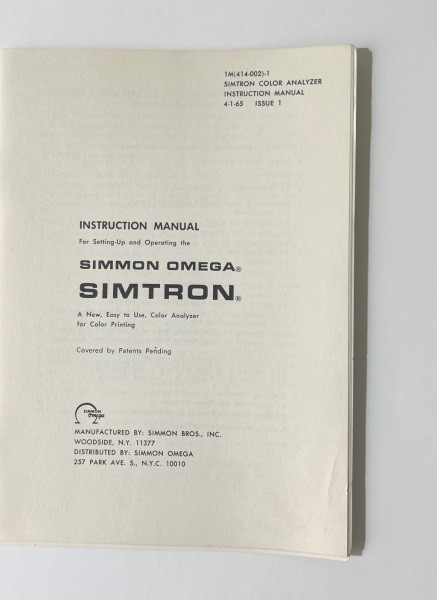 1M(414-002)-1
SIMTRON COLOR ANALYZER
INSTRUCTION MANUAL
4-1-65 ISSUE 1
INSTRUCTION MANUAL
For Setting-Up and Operating the
SIMMON OMEGA®
SIMTRON®
A New, Easy to Use, Color Analyzer
for Color Printing
Covered by Patents Pending
SIMMON
Omega
MANUFACTURED BY: SIMMON BROS., INC.
WOODSIDE, N.Y. 11377
DISTRIBUTED BY: SIMMON OMEGA
257 PARK AVE. S., N.Y.C. 10010